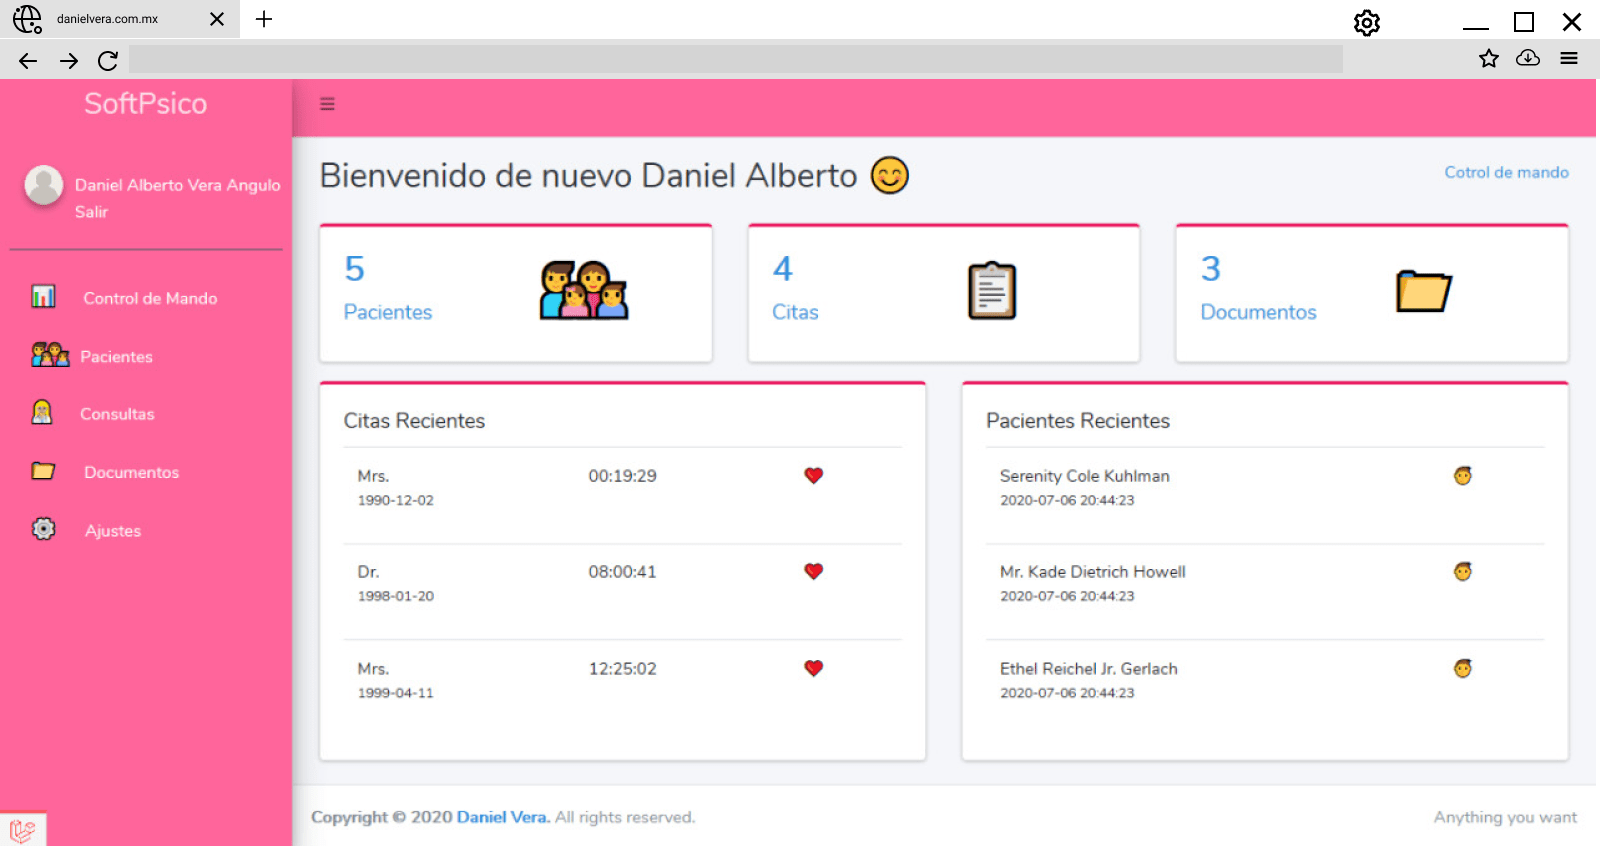 danielvera.com.mx
SoftPsico
Daniel Alberto Vera Angulo
Salir
Control de Mando
Pacientes
Consultas
Documentos
Ajustes
Bienvenido de nuevo Daniel Alberto 😊
Cotrol de mando
5
Pacientes
4
Citas
3
Documentos
Citas Recientes
Mrs. 00:19:29
1990-12-02
Dr. 08:00:41
1998-01-20
Mrs. 12:25:02
1999-04-11
Pacientes Recientes
Serenity Cole Kuhlman
2020-07-06 20:44:23
Mr. Kade Dietrich Howell
2020-07-06 20:44:23
Ethel Reichel Jr. Gerlach
2020-07-06 20:44:23
Copyright © 2020 Daniel Vera. All rights reserved.
Anything you want